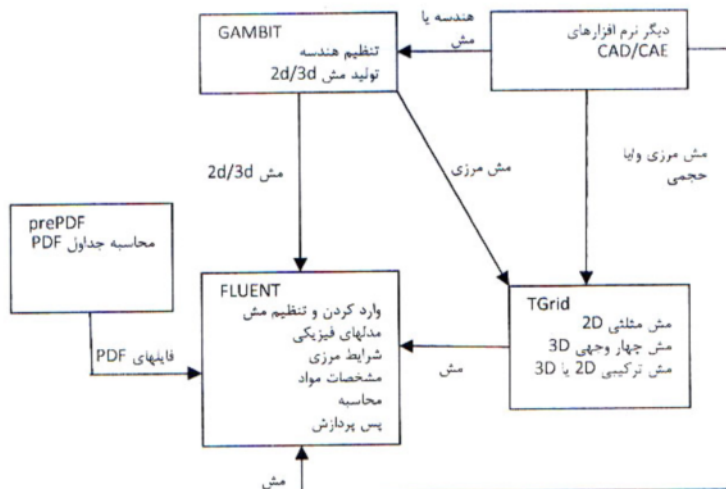 GAMBIT
تنظیم هندسه
تولید مش 2d/3d
هندسه یا
مش
دیگر نرم افزارهای
CAD/CAE
مش 2d/3d
مش مرزی
مش مرزی و/یا
حجمی
prePDF
محاسبه جداول PDF
فایلهای PDF
FLUENT
وارد کردن و تنظیم مش
مدلهای فیزیکی
شرایط مرزی
مشخصات مواد
محاسبه
پس پردازش
مش
TGrid
مش مثلثی 2D
مش چهار وجهی 3D
مش ترکیبی 2D یا 3D
مش